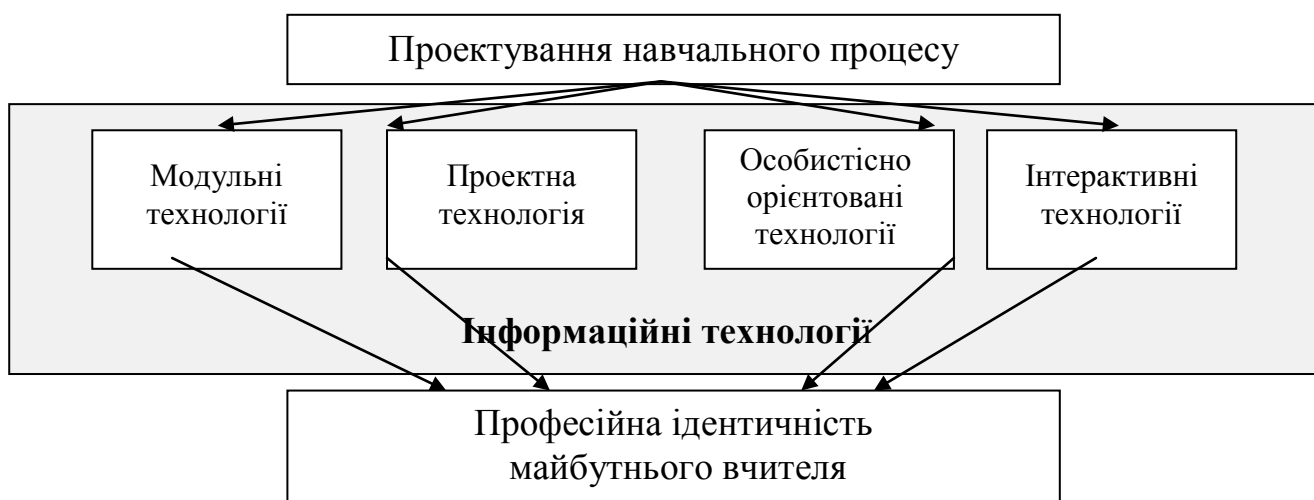 Проектування навчального процесу
Модульні
технології
Проектна
технологія
Особистісно
орієнтовані
технології
Інтерактивні
технології
Інформаційні технології
Професійна ідентичність
майбутнього вчителя